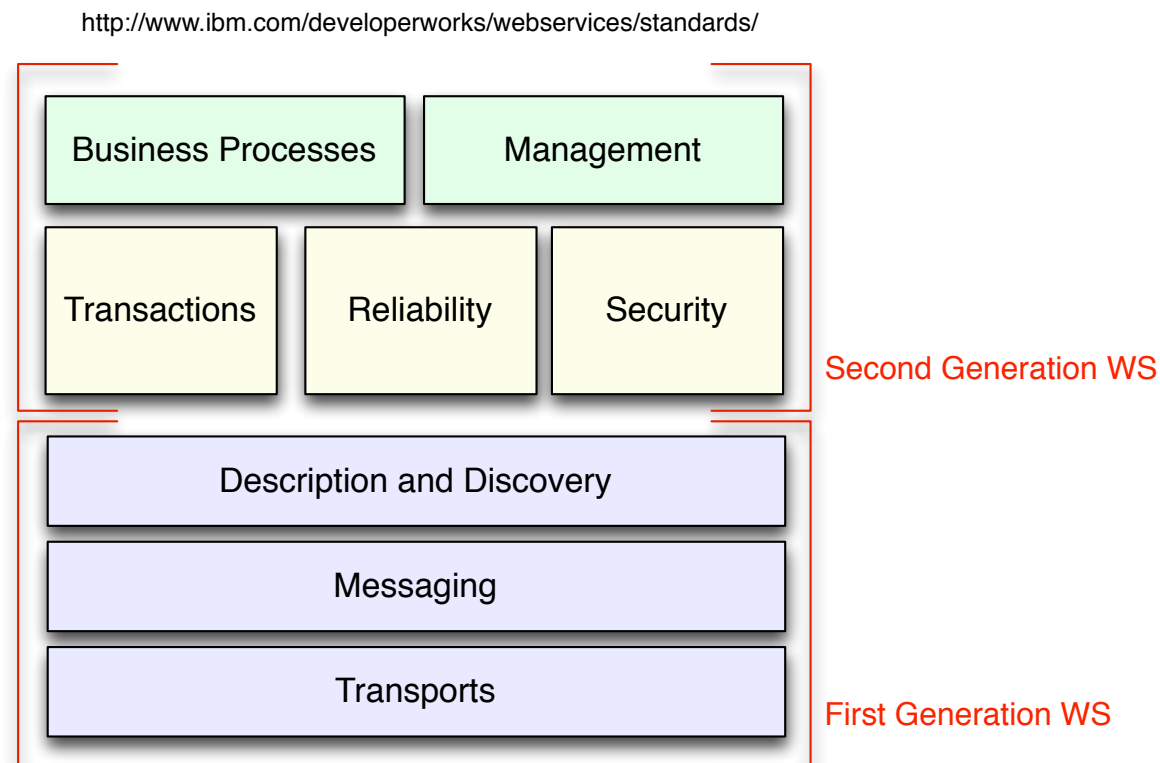 http://www.ibm.com/developerworks/webservices/standards/
Business Processes
Management
Transactions
Reliability
Security
Second Generation WS
Description and Discovery
Messaging
Transports
First Generation WS